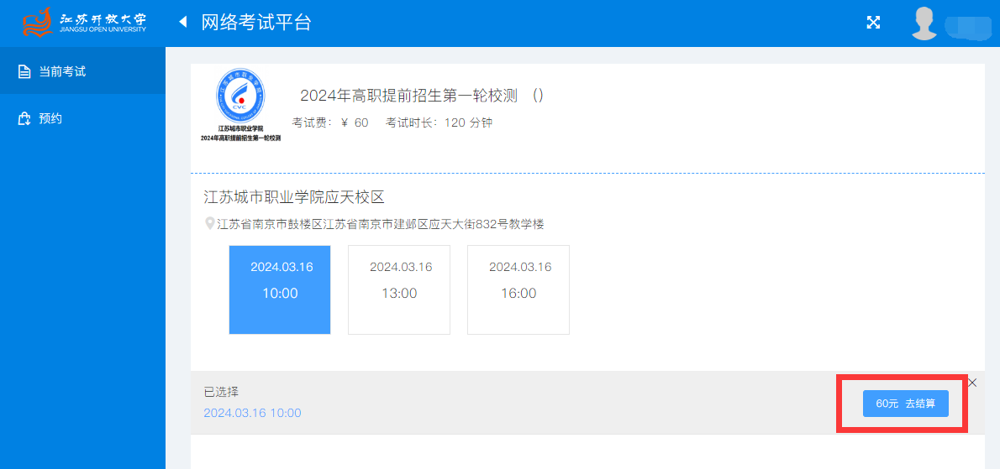 江苏开放大学
JIANGSU OPEN UNIVERSITY
网络考试平台
当前考试
预约
江苏城市职业学院
CVC
江苏城市职业学院
2024年高职提前招生第一轮校测
2024年高职提前招生第一轮校测 （）
考试费：￥ 60 考试时长：120 分钟
江苏城市职业学院应天校区
江苏省南京市鼓楼区江苏省南京市建邺区应天大街832号教学楼
2024.03.16 2024.03.16 2024.03.16
10:00 13:00 16:00
已选择
2024.03.16 10:00
60元 去结算